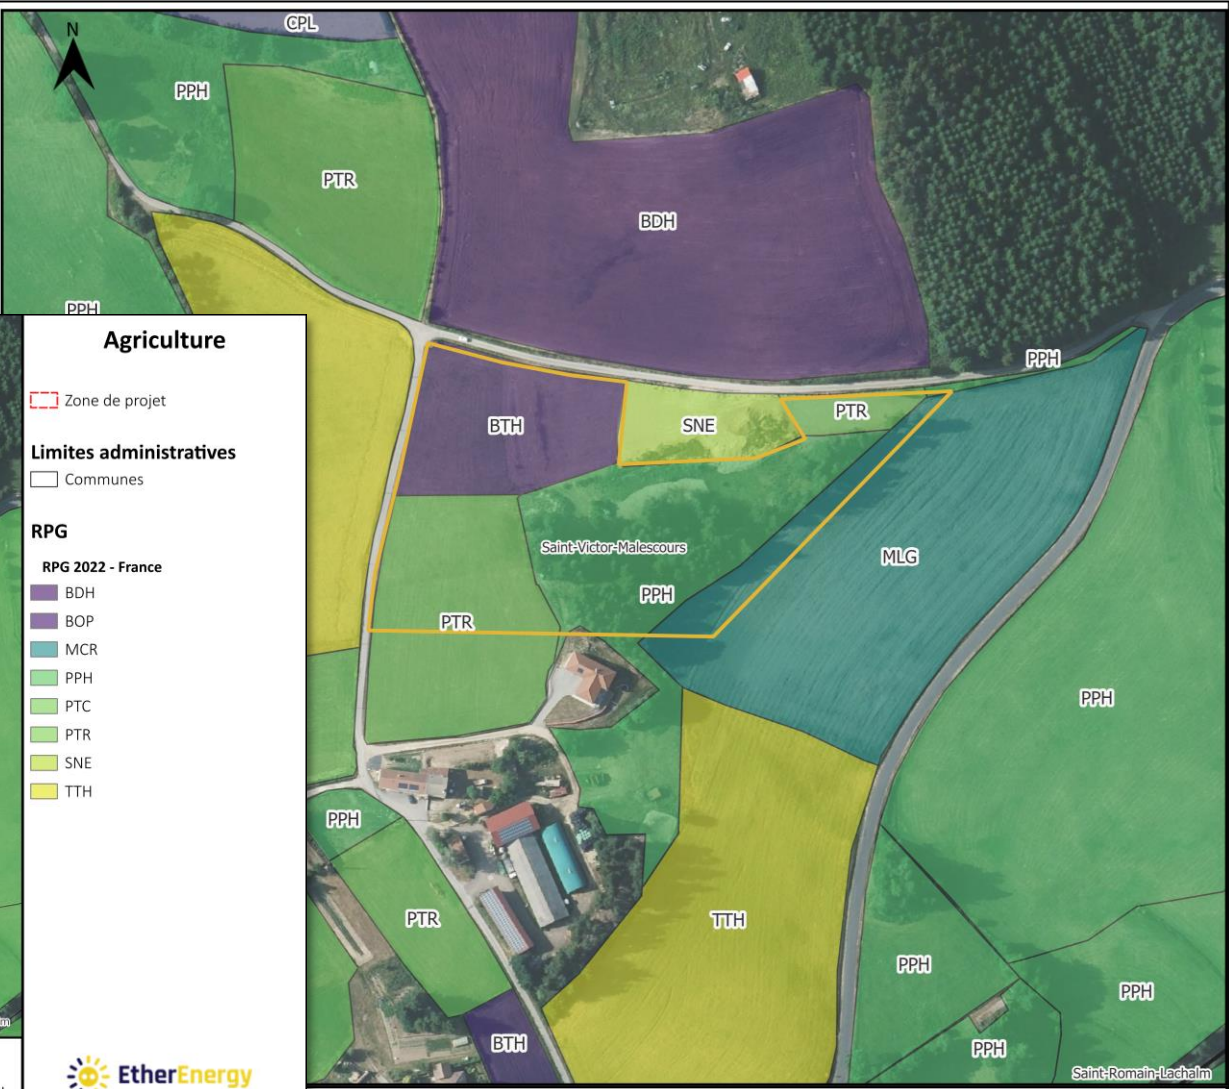 N
CPL
PPH
PTR
BDH
PPH
PPH
BTH
SNE
PTR
Saint-Victor-Malescours
MLG
PPH
PTR
PPH
PPH
PTR
TTH
PPH
PPH
BTH
PPH
Saint-Romain-Lachalm
Agriculture
Zone de projet
Limites administratives
Communes
RPG
RPG 2022 - France
BDH
BOP
MCR
PPH
PTC
PTR
SNE
TTH
EtherEnergy